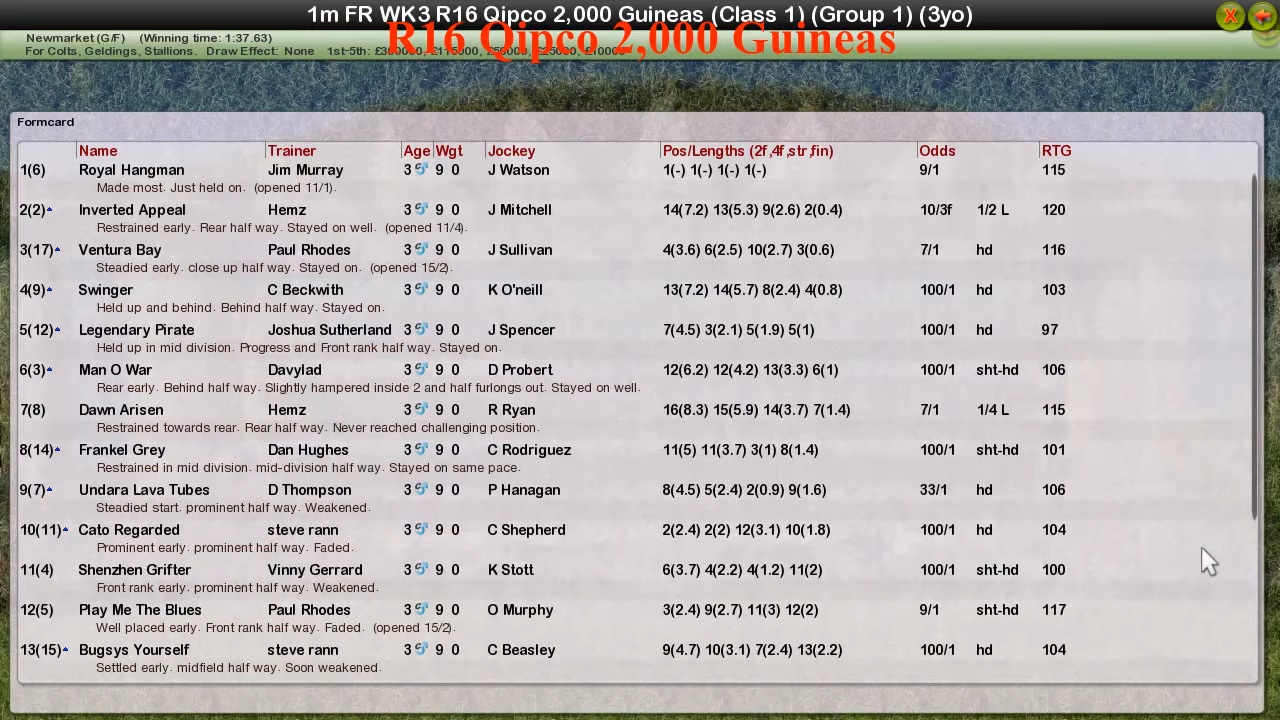 1m FR WK3 R16 Qipco 2,000 Guineas (Class 1) (Group 1) (3yo)
R16 Qipco 2,000 Guineas
Newmarket (G/F) (Winning time: 1:37.63)
For Colts, Geldings, Stallions. Draw Effect: None 1st-5th:
Formcard
Name Trainer Age Wgt Jockey Pos/Lengths (2f,4f,str,fin) Odds RTG
1(6) Royal Hangman Jim Murray 3 9 0 J Watson 1(-) 1(-) 1(-) 1(-) 9/1 115
Made most. Just held on. (opened 11/1).
2(2) Inverted Appeal Hemz 3 9 0 J Mitchell 14(7.2) 13(5.3) 9(2.6) 2(0.4) 10/3f 1/2 L 120
Restrained early. Rear half way. Stayed on well. (opened 11/4).
3(17) Ventura Bay Paul Rhodes 3 9 0 J Sullivan 4(3.6) 6(2.5) 10(2.7) 3(0.6) 7/1 hd 116
Steadied early. close up half way. Stayed on. (opened 15/2).
4(9) Swinger C Beckwith 3 9 0 K O'neill 13(7.2) 14(5.7) 8(2.4) 4(0.8) 100/1 hd 103
Held up and behind. Behind half way. Stayed on.
5(12) Legendary Pirate Joshua Sutherland 3 9 0 J Spencer 7(4.5) 3(2.1) 5(1.9) 5(1) 100/1 hd 97
Held up in mid division. Progress and Front rank half way. Stayed on.
6(3) Man O War Davylad 3 9 0 D Probert 12(6.2) 12(4.2) 13(3.3) 6(1) 100/1 sht-hd 106
Rear early. Behind half way. Slightly hampered inside 2 and half furlongs out. Stayed on well.
7(8) Dawn Arisen Hemz 3 9 0 R Ryan 16(8.3) 15(5.9) 14(3.7) 7(1.4) 7/1 1/4 L 115
Restrained towards rear. Rear half way. Never reached challenging position.
8(14) Frankel Grey Dan Hughes 3 9 0 C Rodriguez 11(5) 11(3.7) 3(1) 8(1.4) 100/1 sht-hd 101
Restrained in mid division. mid-division half way. Stayed on same pace.
9(7) Undara Lava Tubes D Thompson 3 9 0 P Hanagan 8(4.5) 5(2.4) 2(0.9) 9(1.6) 33/1 hd 106
Steadied start. prominent half way. Weakened.
10(11) Cato Regarded steve rann 3 9 0 C Shepherd 2(2.4) 2(2) 12(3.1) 10(1.8) 100/1 hd 104
Prominent early. prominent half way. Faded.
11(4) Shenzhen Grifter Vinny Gerrard 3 9 0 K Stott 6(3.7) 4(2.2) 4(1.2) 11(2) 100/1 sht-hd 100
Front rank early. prominent half way. Weakened.
12(5) Play Me The Blues Paul Rhodes 3 9 0 O Murphy 3(2.4) 9(2.7) 11(3) 12(2) 9/1 sht-hd 117
Well placed early. Front rank half way. Faded. (opened 15/2).
13(15) Bugsys Yourself steve rann 3 9 0 C Beasley 9(4.7) 10(3.1) 7(2.4) 13(2.2) 100/1 hd 104
Settled early. midfield half way. Soon weakened.